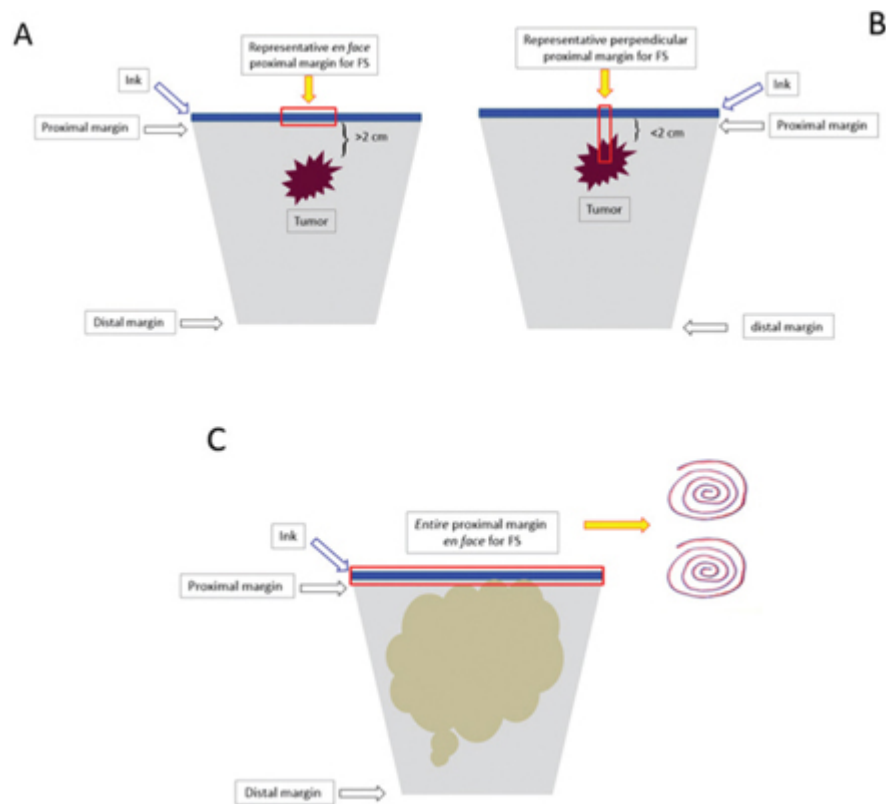 A
B
Representative en face
proximal margin for FS
Representative perpendicular
proximal margin for FS
Ink
Ink
Proximal margin
>2 cm
<2 cm
Proximal margin
Tumor
Tumor
Distal margin
distal margin
C
Entire proximal margin
en face for FS
Ink
Proximal margin
Distal margin